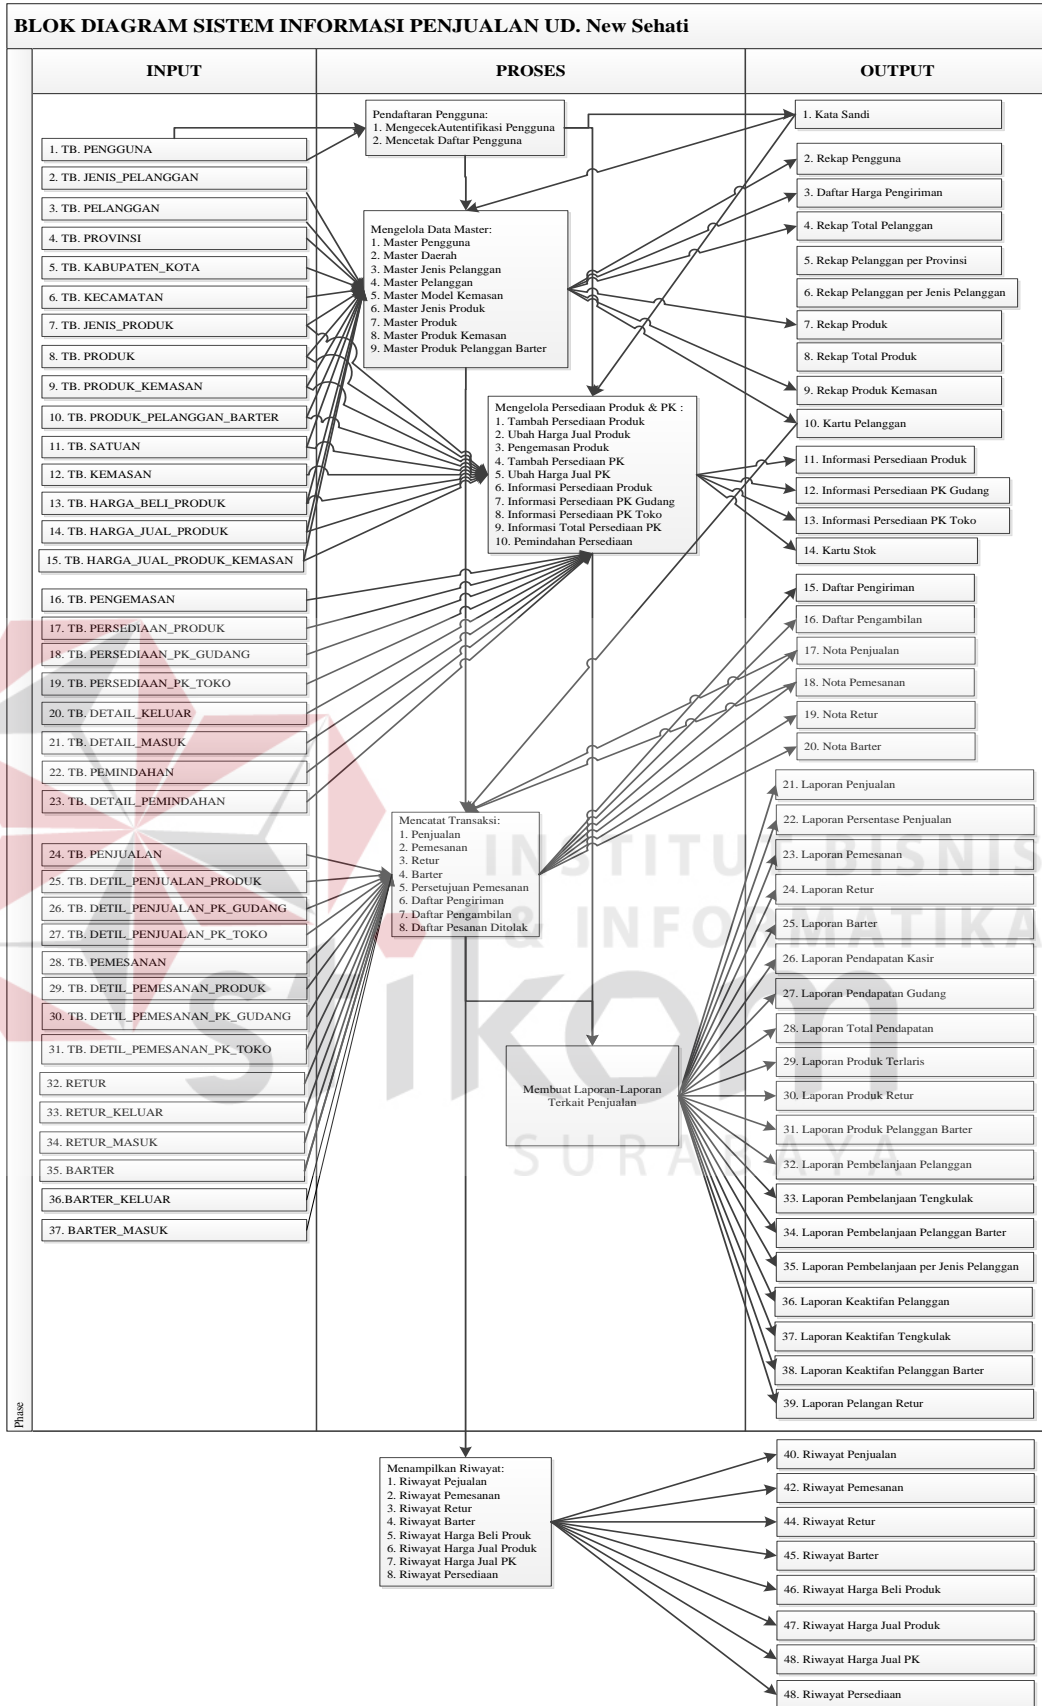 BLOK DIAGRAM SISTEM INFORMASI PENJUALAN UD. New Sehati
Phase
INPUT
PROSES
OUTPUT
1. TB. PENGGUNA
2. TB. JENIS_PELANGGAN
3. TB. PELANGGAN
4. TB. PROVINSI
5. TB. KABUPATEN_KOTA
6. TB. KECAMATAN
7. TB. JENIS_PRODUK
8. TB. PRODUK
9. TB. PRODUK_KEMASAN
10. TB. PRODUK_PELANGGAN_BARTER
11. TB. SATUAN
12. TB. KEMASAN
13. TB. HARGA_BELI_PRODUK
14. TB. HARGA_JUAL_PRODUK
15. TB. HARGA_JUAL_PRODUK_KEMASAN
16. TB. PENGEMASAN
17. TB. PERSEDIAAN_PRODUK
18. TB. PERSEDIAAN_PK_GUDANG
19. TB. PERSEDIAAN_PK_TOKO
20. TB. DETAIL_KELUAR
21. TB. DETAIL_MASUK
22. TB. PEMINDAHAN
23. TB. DETAIL_PEMINDAHAN
24. TB. PENJUALAN
25. TB. DETIL_PENJUALAN_PRODUK
26. TB. DETIL_PENJUALAN_PK_GUDANG
27. TB. DETIL_PENJUALAN_PK_TOKO
28. TB. PEMESANAN
29. TB. DETIL_PEMESANAN_PRODUK
30. TB. DETIL_PEMESANAN_PK_GUDANG
31. TB. DETIL_PEMESANAN_PK_TOKO
32. RETUR
33. RETUR_KELUAR
34. RETUR_MASUK
35. BARTER
36.BARTER_KELUAR
37. BARTER_MASUK
Pendaftaran Pengguna:
1. MengecekAutentifikasi Pengguna
2. Mencetak Daftar Pengguna
Mengelola Data Master:
1. Master Pengguna
2. Master Daerah
3. Master Jenis Pelanggan
4. Master Pelanggan
5. Master Model Kemasan
6. Master Jenis Produk
7. Master Produk
8. Master Produk Kemasan
9. Master Produk Pelanggan Barter
Mengelola Persediaan Produk & PK :
1. Tambah Persediaan Produk
2. Ubah Harga Jual Produk
3. Pengemasan Produk
4. Tambah Persediaan PK
5. Ubah Harga Jual PK
6. Informasi Persediaan Produk
7. Informasi Persediaan PK Gudang
8. Informasi Persediaan PK Toko
9. Informasi Total Persediaan PK
10. Pemindahan Persediaan
Mencatat Transaksi:
1. Penjualan
2. Pemesanan
3. Retur
4. Barter
5. Persetujuan Pemesanan
6. Daftar Pengiriman
7. Daftar Pengambilan
8. Daftar Pesanan Ditolak
Membuat Laporan-Laporan
Terkait Penjualan
Menampilkan Riwayat:
1. Riwayat Pejualan
2. Riwayat Pemesanan
3. Riwayat Retur
4. Riwayat Barter
5. Riwayat Harga Beli Prouk
6. Riwayat Harga Jual Produk
7. Riwayat Harga Jual PK
8. Riwayat Persediaan
1. Kata Sandi
2. Rekap Pengguna
3. Daftar Harga Pengiriman
4. Rekap Total Pelanggan
5. Rekap Pelanggan per Provinsi
6. Rekap Pelanggan per Jenis Pelanggan
7. Rekap Produk
8. Rekap Total Produk
9. Rekap Produk Kemasan
10. Kartu Pelanggan
11. Informasi Persediaan Produk
12. Informasi Persediaan PK Gudang
13. Informasi Persediaan PK Toko
14. Kartu Stok
15. Daftar Pengiriman
16. Daftar Pengambilan
17. Nota Penjualan
18. Nota Pemesanan
19. Nota Retur
20. Nota Barter
21. Laporan Penjualan
22. Laporan Persentase Penjualan
23. Laporan Pemesanan
24. Laporan Retur
25. Laporan Barter
26. Laporan Pendapatan Kasir
27. Laporan Pendapatan Gudang
28. Laporan Total Pendapatan
29. Laporan Produk Terlaris
30. Laporan Produk Retur
31. Laporan Produk Pelanggan Barter
32. Laporan Pembelanjaan Pelanggan
33. Laporan Pembelanjaan Tengkulak
34. Laporan Pembelanjaan Pelanggan Barter
35. Laporan Pembelanjaan per Jenis Pelanggan
36. Laporan Keaktifan Pelanggan
37. Laporan Keaktifan Tengkulak
38. Laporan Keaktifan Pelanggan Barter
39. Laporan Pelangan Retur
40. Riwayat Penjualan
42. Riwayat Pemesanan
44. Riwayat Retur
45. Riwayat Barter
46. Riwayat Harga Beli Produk
47. Riwayat Harga Jual Produk
48. Riwayat Harga Jual PK
48. Riwayat Persediaan
INSTITUT BISNIS
& INFORMATIKA
stikom
SURABAYA